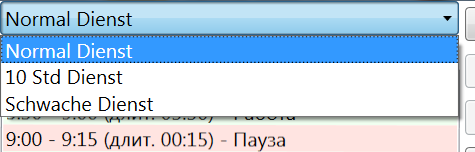 Normal Dienst
Normal Dienst
10 Std Dienst
Schwache Dienst
9:00 - 9:15 (длит. 00:15) - Пауза